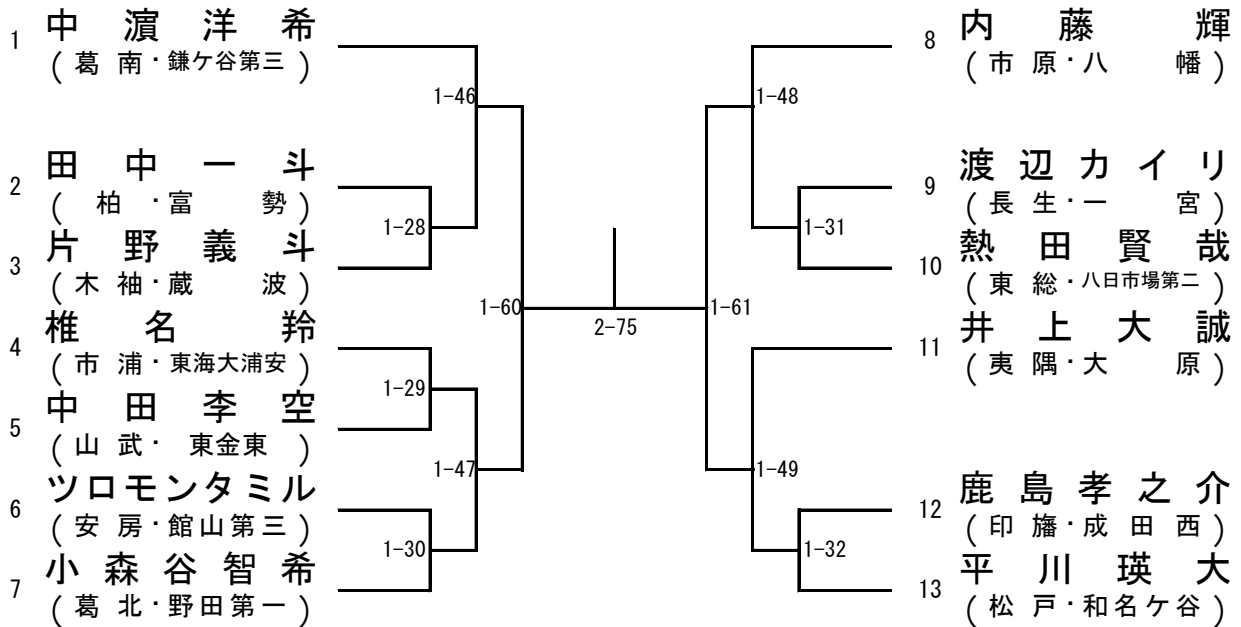 1 中濵洋希
(葛南・鎌ケ谷第三)
2 田中一斗
(柏・富勢)
3 片野義斗
(木袖・蔵波)
4 椎名羚
(市浦・東海大浦安)
5 中田李空
(山武・東金東)
6 ツロモンタミル
(安房・館山第三)
7 小森谷智希
(葛北・野田第一)
1-46
1-28
1-60
1-29
1-47
1-30
2-75
1-48
1-31
1-61
1-49
1-32
8 内藤輝
(市原・八幡)
9 渡辺カイリ
(長生・一宮)
10 熱田賢哉
(東総・八日市場第二)
11 井上大誠
(夷隅・大原)
12 鹿島孝之介
(印旛・成田西)
13 平川瑛大
(松戸・和名ケ谷)